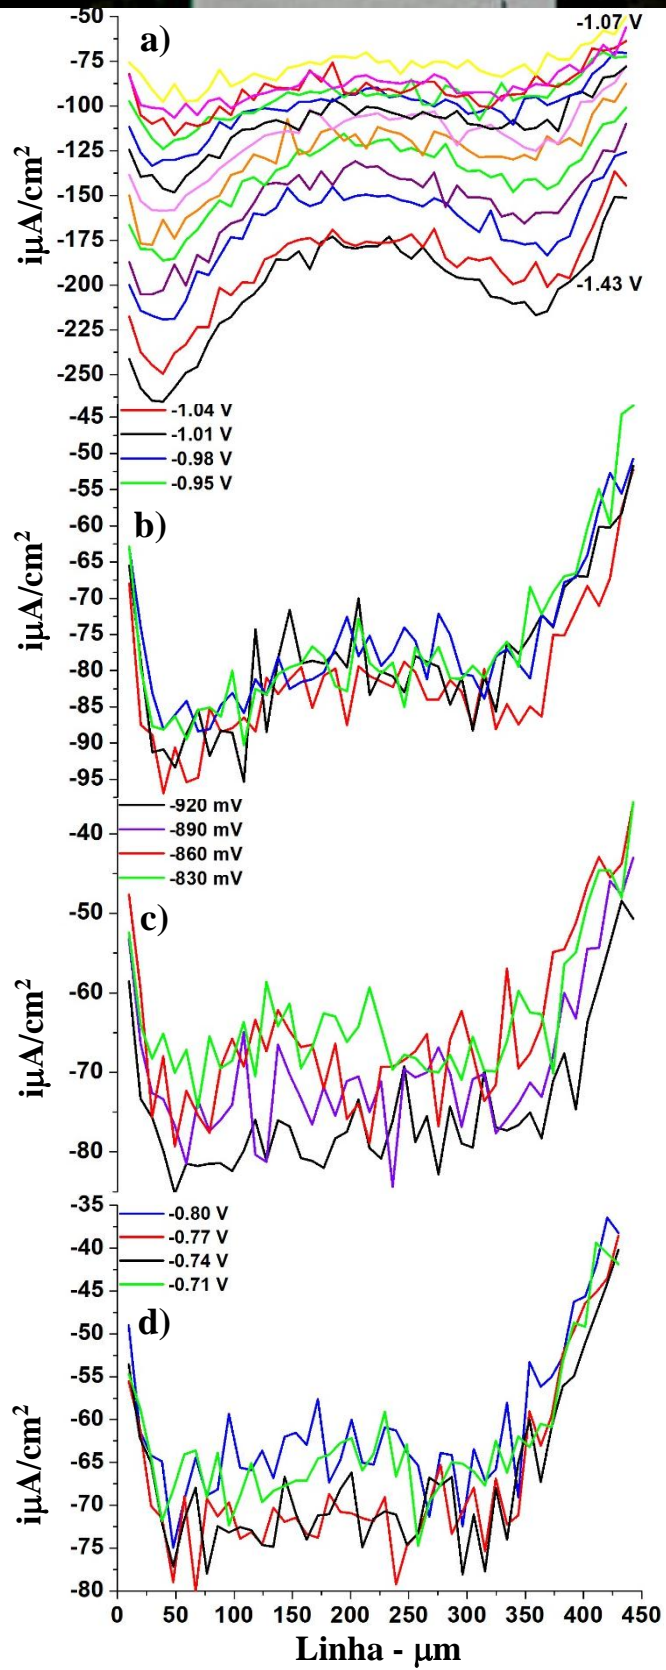 -50
-75
-100
-125
-150
-175
-200
-225
-250
iµA/cm²
a)
-1.07 V
-1.43 V
-45
-50
-55
-60
-65
-70
-75
-80
-85
-90
-95
iµA/cm²
-1.04 V
-1.01 V
-0.98 V
-0.95 V
b)
-40
-50
-60
-70
-80
iµA/cm²
-920 mV
-890 mV
-860 mV
-830 mV
c)
-35
-40
-45
-50
-55
-60
-65
-70
-75
-80
iµA/cm²
-0.80 V
-0.77 V
-0.74 V
-0.71 V
d)
0 50 100 150 200 250 300 350 400 450
Linha - µm